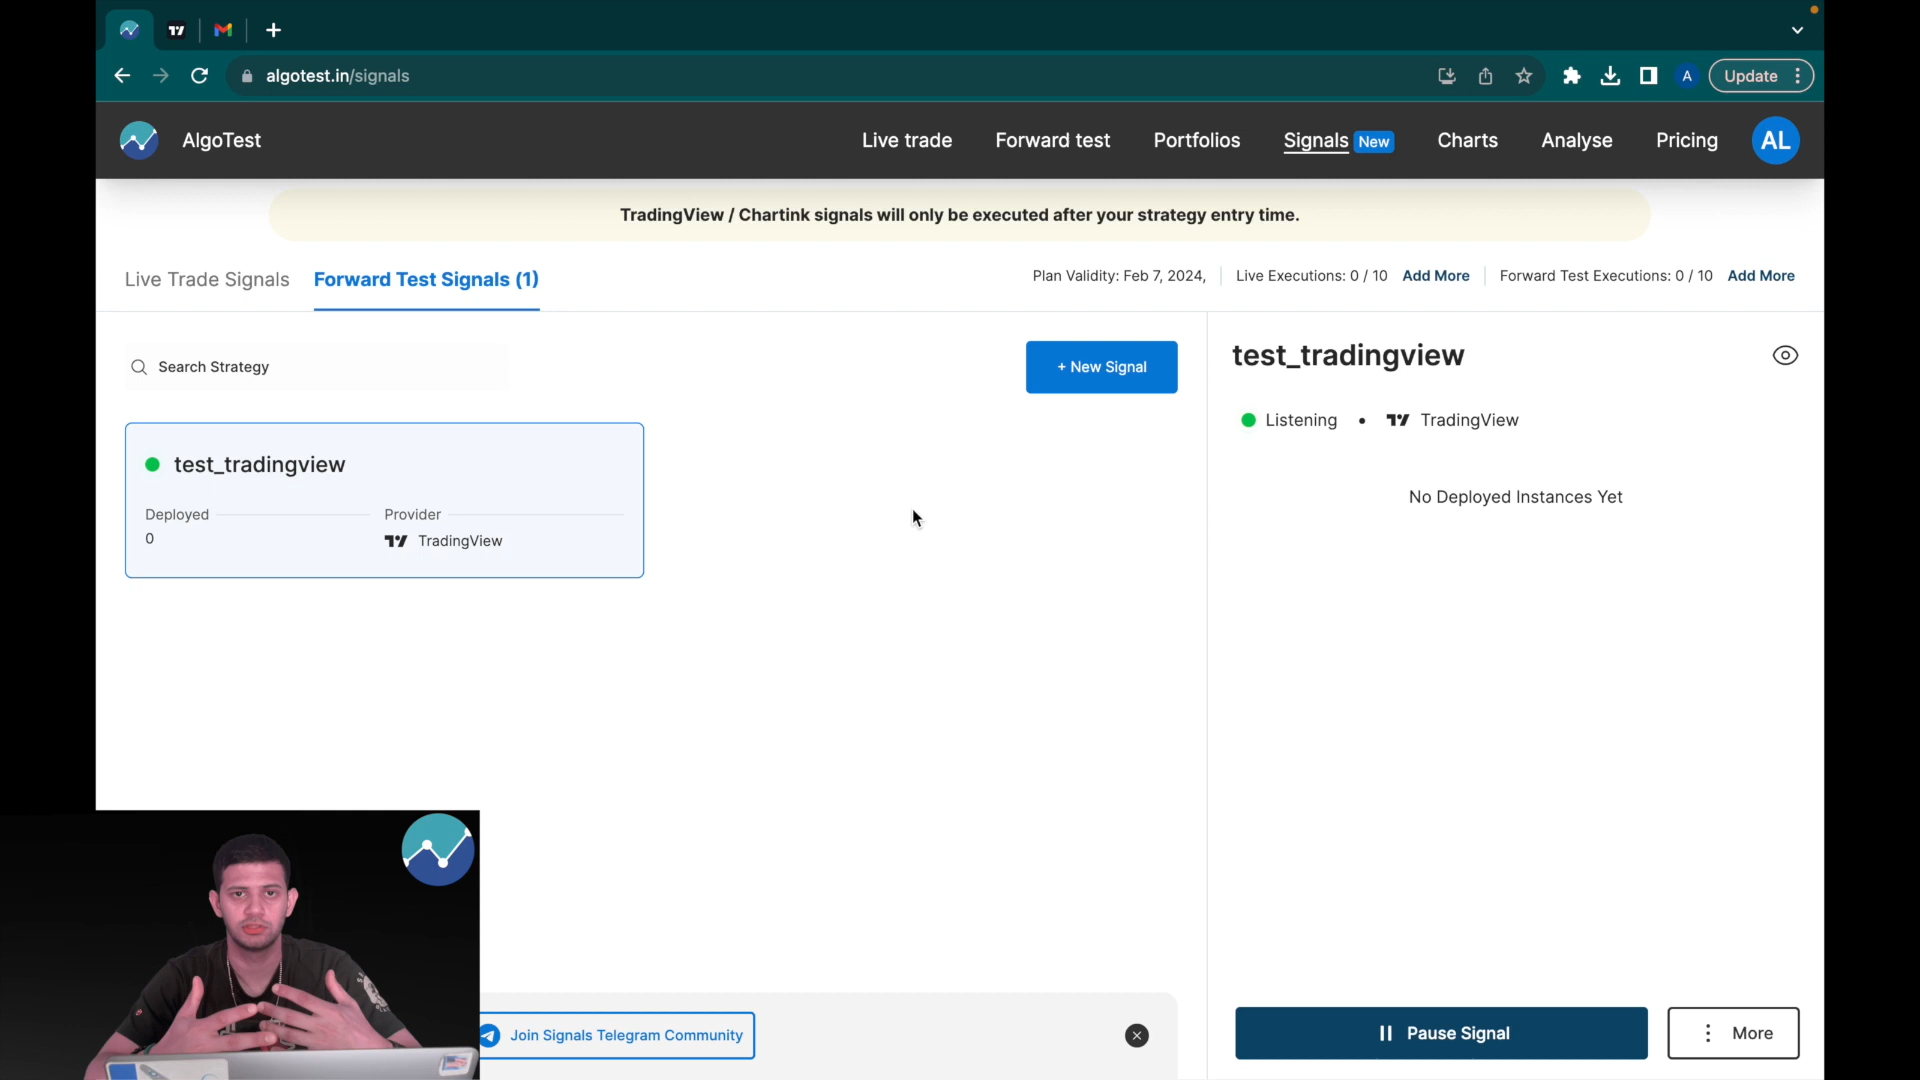 algotest.in/signals
A
Update
AlgoTest
Live trade
Forward test
Portfolios
Signals New
Charts
Analyse
Pricing
AL
TradingView / Chartink signals will only be executed after your strategy entry time.
Live Trade Signals
Forward Test Signals (1)
Plan Validity: Feb 7, 2024,
Live Executions: 0 / 10 Add More
Forward Test Executions: 0 / 10 Add More
Search Strategy
+ New Signal
test_tradingview
Deployed
0
Provider
TradingView
test_tradingview
Listening • TradingView
No Deployed Instances Yet
Join Signals Telegram Community
Pause Signal
More